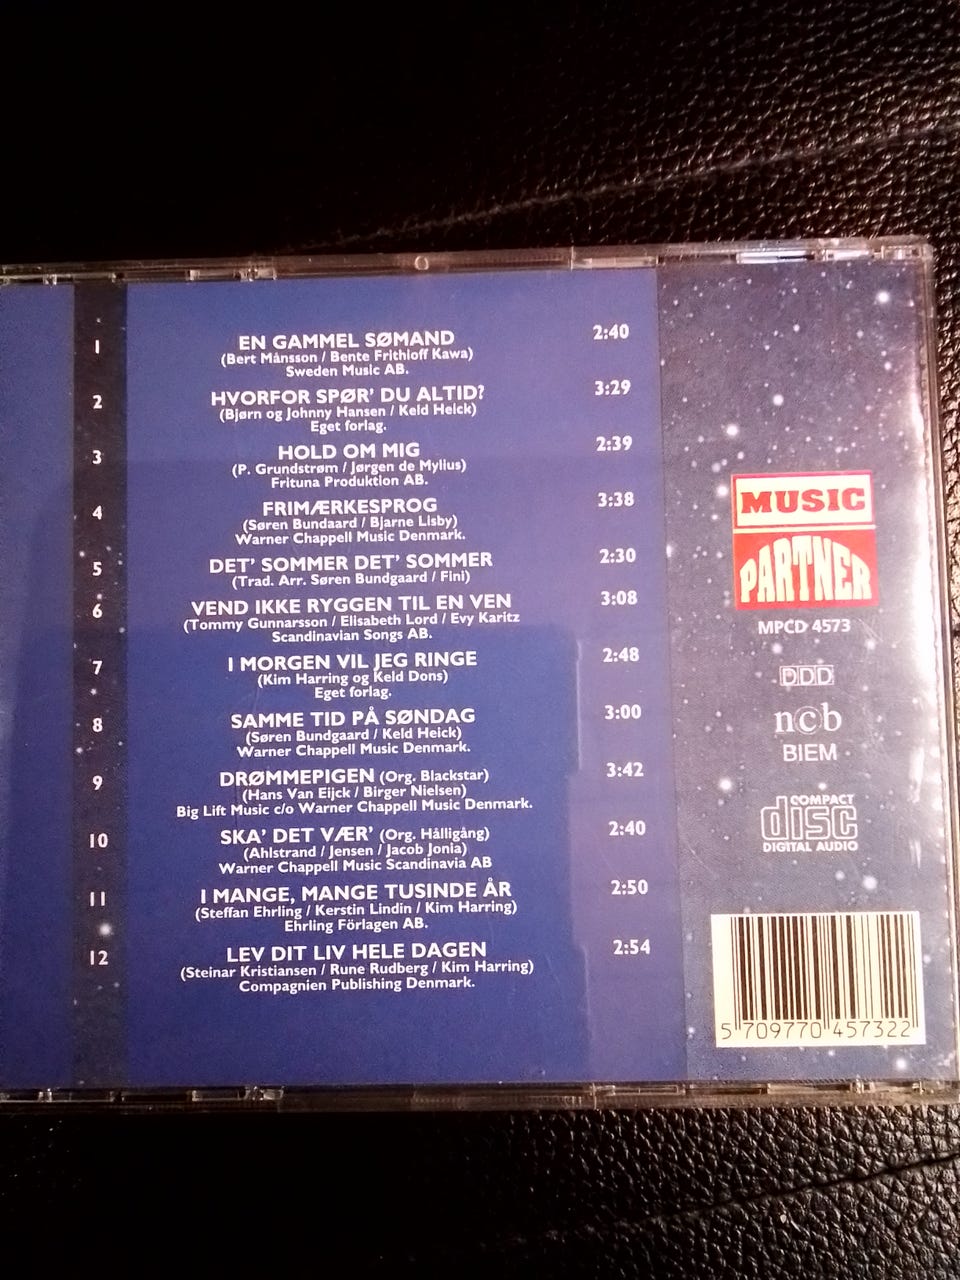 1 EN GAMMEL SØMAND 2:40
(Bert Månsson / Bente Frithioff Kawa)
Sweden Music AB.
2 HVORFOR SPØR' DU ALTID? 3:29
(Bjørn og Johnny Hansen / Keld Heick)
Eget forlag.
3 HOLD OM MIG 2:39
(P. Grundstrøm / Jørgen de Mylius)
Frituna Produktion AB.
4 FRIMÆRKESPROG 3:38
(Søren Bundaard / Bjarne Lisby)
Warner Chappell Music Denmark.
5 DET' SOMMER DET' SOMMER 2:30
(Trad. Arr. Søren Bundgaard / Fini)
6 VEND IKKE RYGGEN TIL EN VEN 3:08
(Tommy Gunnarsson / Elisabeth Lord / Evy Karitz
Scandinavian Songs AB.
7 I MORGEN VIL JEG RINGE 2:48
(Kim Harring og Keld Dons)
Eget forlag.
8 SAMME TID PÅ SØNDAG 3:00
(Søren Bundgaard / Keld Heick)
Warner Chappell Music Denmark.
9 DRØMMEPIGEN (Org. Blackstar) 3:42
(Hans Van Eijck / Birger Nielsen)
Big Lift Music c/o Warner Chappell Music Denmark.
10 SKA' DET VÆR' (Org. Hålligång) 2:40
(Ahlstrand / Jensen / Jacob Jonia)
Warner Chappell Music Scandinavia AB
11 I MANGE, MANGE TUSINDE ÅR 2:50
(Steffan Ehrling / Kerstin Lindin / Kim Harring)
Ehrling Förlagen AB.
12 LEV DIT LIV HELE DAGEN 2:54
(Steinar Kristiansen / Rune Rudberg / Kim Harring)
Compagnien Publishing Denmark.
MUSIC
PARTNER
MPCD 4573
DDD
ncb
BIEM
COMPACT
disc
DIGITAL AUDIO
5 709770 457322